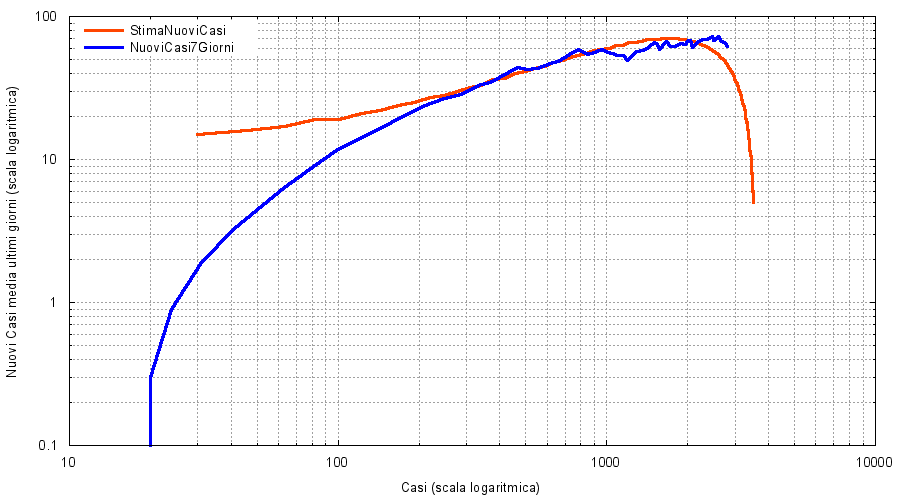 100
StimaNuoviCasi
NuoviCasi7Giorni
10
1
0.1
Nuovi Casi media ultimi giorni (scala logaritmica)
10
100
1000
10000
Casi (scala logaritmica)